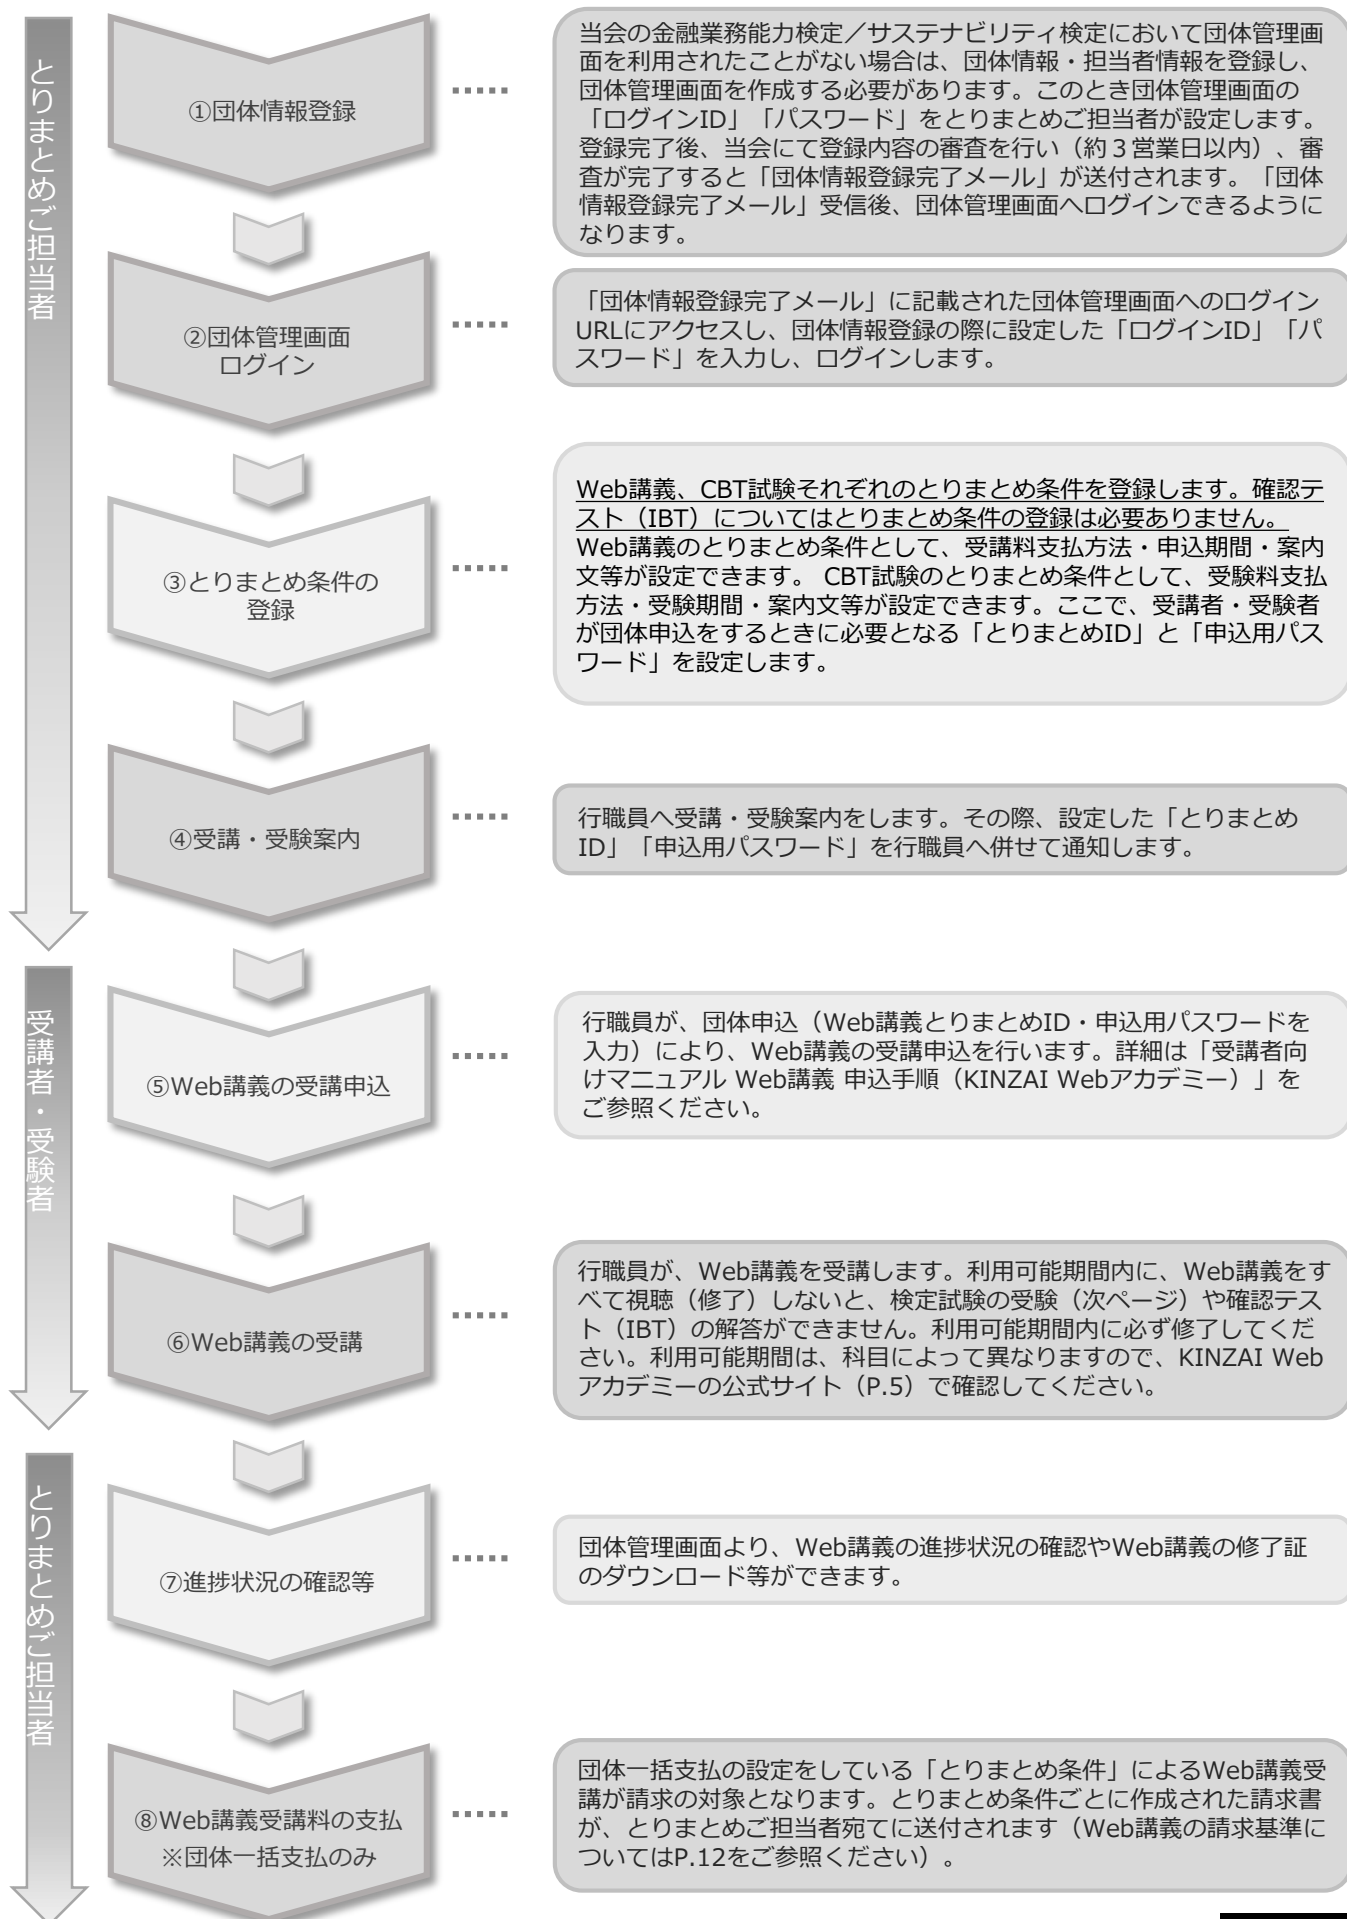 とりまとめご担当者
①団体情報登録
当会の金融業務能力検定／サステナビリティ検定において団体管理画
面を利用されたことがない場合は、団体情報・担当者情報を登録し、
団体管理画面を作成する必要があります。このとき団体管理画面の
「ログインID」「パスワード」をとりまとめご担当者が設定します。
登録完了後、当会にて登録内容の審査を行い（約３営業日以内）、審
査が完了すると「団体情報登録完了メール」が送付されます。「団体
情報登録完了メール」受信後、団体管理画面へログインできるように
なります。
②団体管理画面
ログイン
「団体情報登録完了メール」に記載された団体管理画面へのログイン
URLにアクセスし、団体情報登録の際に設定した「ログインID」「パ
スワード」を入力し、ログインします。
③とりまとめ条件の
登録
Web講義、CBT試験それぞれのとりまとめ条件を登録します。確認テ
スト（IBT）についてはとりまとめ条件の登録は必要ありません。
Web講義のとりまとめ条件として、受講料支払方法・申込期間・案内
文等が設定できます。 CBT試験のとりまとめ条件として、受験料支払
方法・受験期間・案内文等が設定できます。ここで、受講者・受験者
が団体申込をするときに必要となる「とりまとめID」と「申込用パス
ワード」を設定します。
④受講・受験案内
行職員へ受講・受験案内をします。その際、設定した「とりまとめ
ID」「申込用パスワード」を行職員へ併せて通知します。
受講者・受験者
⑤Web講義の受講申込
行職員が、団体申込（Web講義とりまとめID・申込用パスワードを
入力）により、Web講義の受講申込を行います。詳細は「受講者向
けマニュアル Web講義 申込手順（KINZAI Webアカデミー）」を
ご参照ください。
⑥Web講義の受講
行職員が、Web講義を受講します。利用可能期間内に、Web講義をす
べて視聴（修了）しないと、検定試験の受験（次ページ）や確認テス
ト（IBT）の解答ができません。利用可能期間内に必ず修了してくだ
さい。利用可能期間は、科目によって異なりますので、KINZAI Web
アカデミーの公式サイト（P.5）で確認してください。
とりまとめご担当者
⑦進捗状況の確認等
団体管理画面より、Web講義の進捗状況の確認やWeb講義の修了証
のダウンロード等ができます。
⑧Web講義受講料の支払
※団体一括支払のみ
団体一括支払の設定をしている「とりまとめ条件」によるWeb講義受
講が請求の対象となります。とりまとめ条件ごとに作成された請求書
が、とりまとめご担当者宛てに送付されます（Web講義の請求基準に
ついてはP.12をご参照ください）。